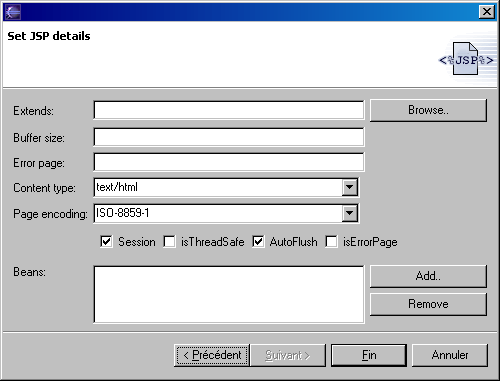 Set JSP details
<%JSP%>
Extends:
Browse..
Buffer size:
Error page:
Content type: text/html
Page encoding: ISO-8859-1
Session isThreadSafe AutoFlush isErrorPage
Beans:
Add..
Remove
< Précédent Suivant > Fin Annuler